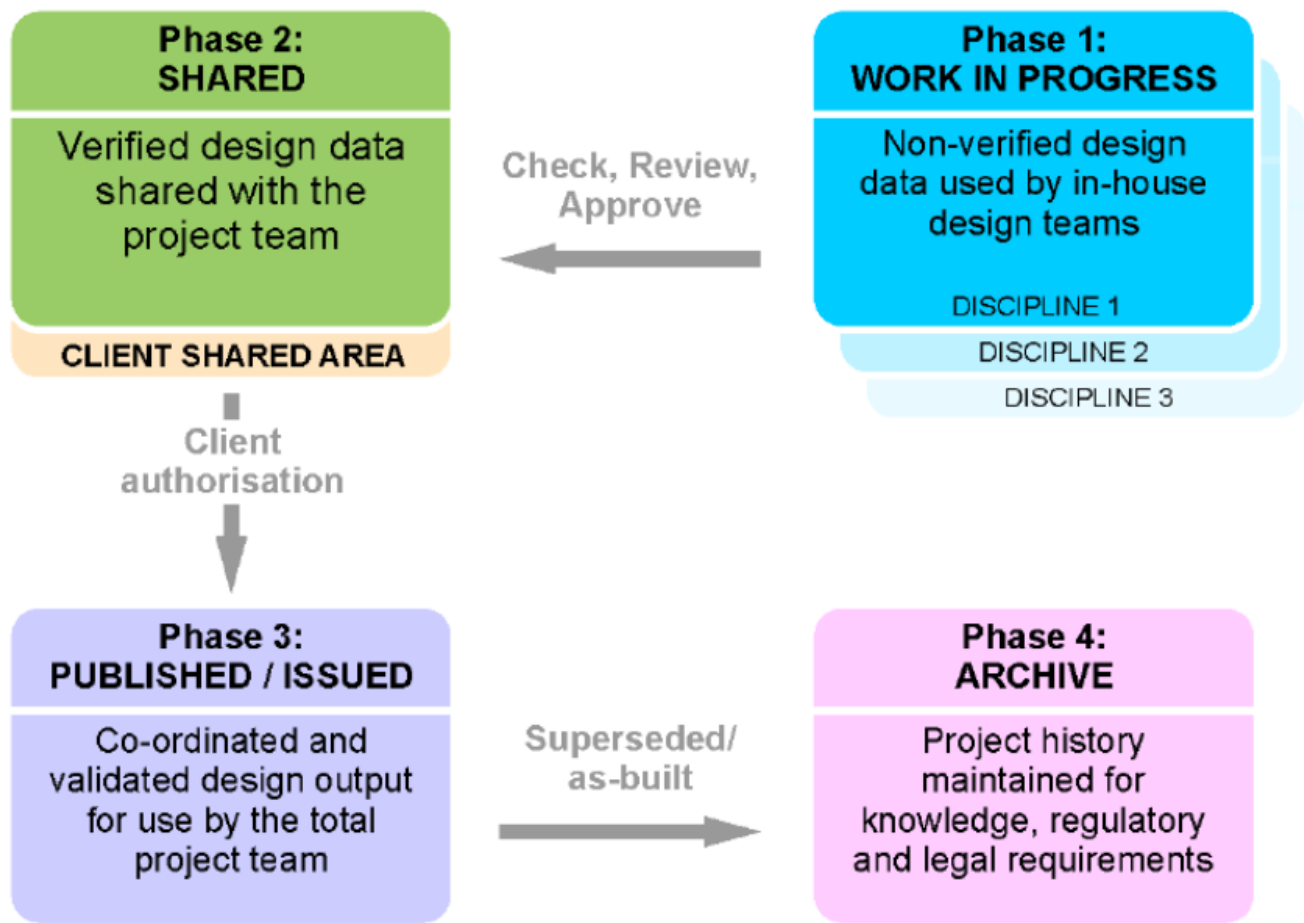 Phase 2:
SHARED
Verified design data
shared with the
project team
CLIENT SHARED AREA
Check, Review,
Approve
Phase 1:
WORK IN PROGRESS
Non-verified design
data used by in-house
design teams
DISCIPLINE 1
DISCIPLINE 2
DISCIPLINE 3
Client
authorisation
Phase 3:
PUBLISHED / ISSUED
Co-ordinated and
validated design output
for use by the total
project team
Superseded/
as-built
Phase 4:
ARCHIVE
Project history
maintained for
knowledge, regulatory
and legal requirements